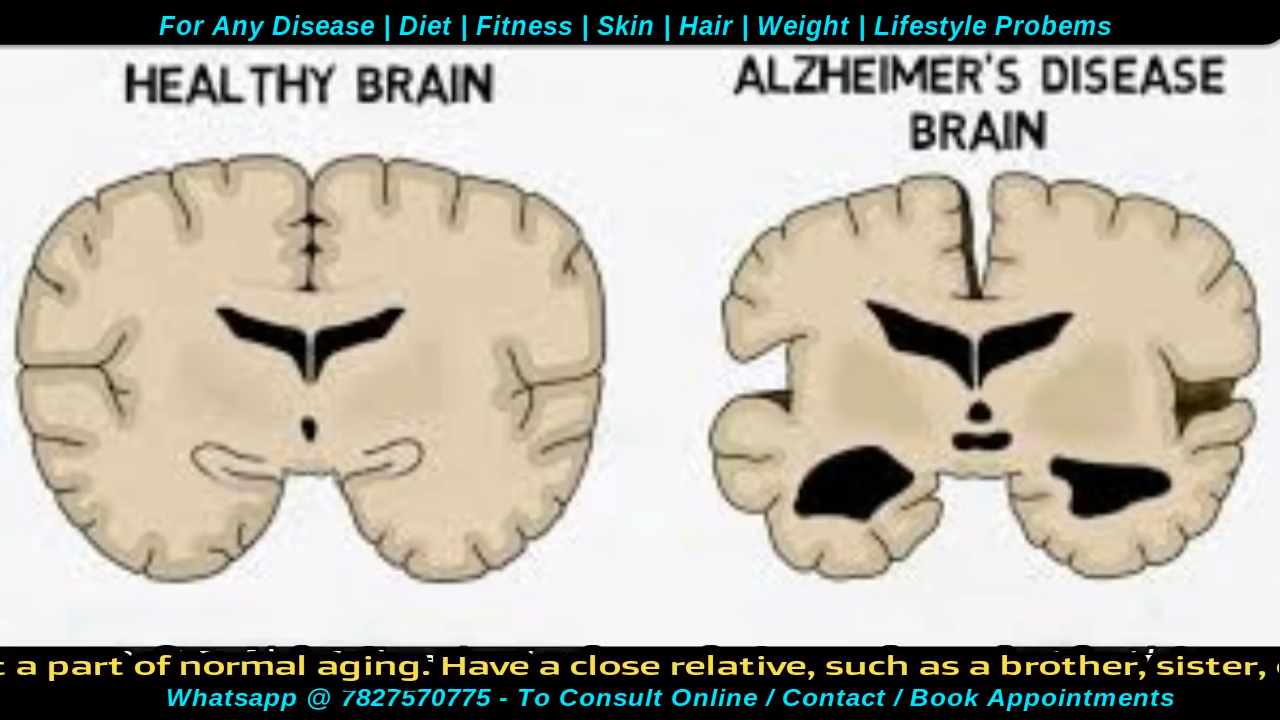 For Any Disease | Diet | Fitness | Skin | Hair | Weight | Lifestyle Probems
HEALTHY BRAIN
ALZHEIMER'S DISEASE
BRAIN
a part of normal aging. Have a close relative, such as a brother, sister,
Whatsapp @ 7827570775 - To Consult Online / Contact / Book Appointments